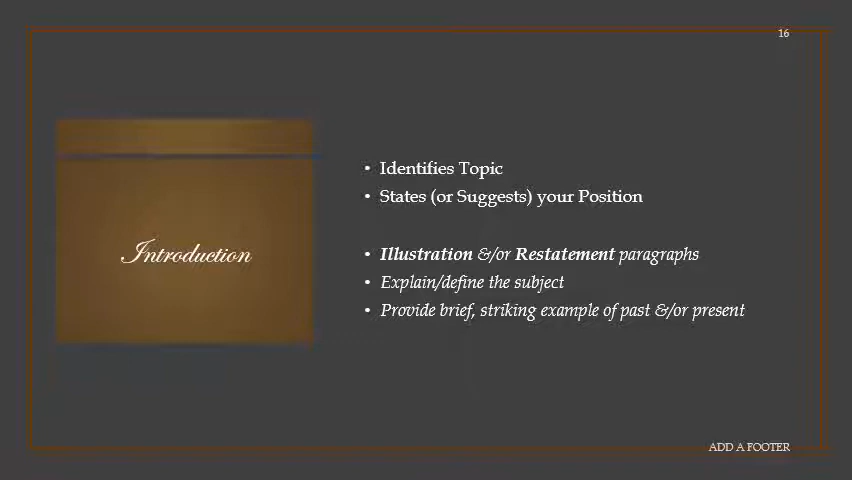 16
Introduction
• Identifies Topic
• States (or Suggests) your Position
• Illustration &/or Restatement paragraphs
• Explain/define the subject
• Provide brief, striking example of past &/or present
ADD A FOOTER